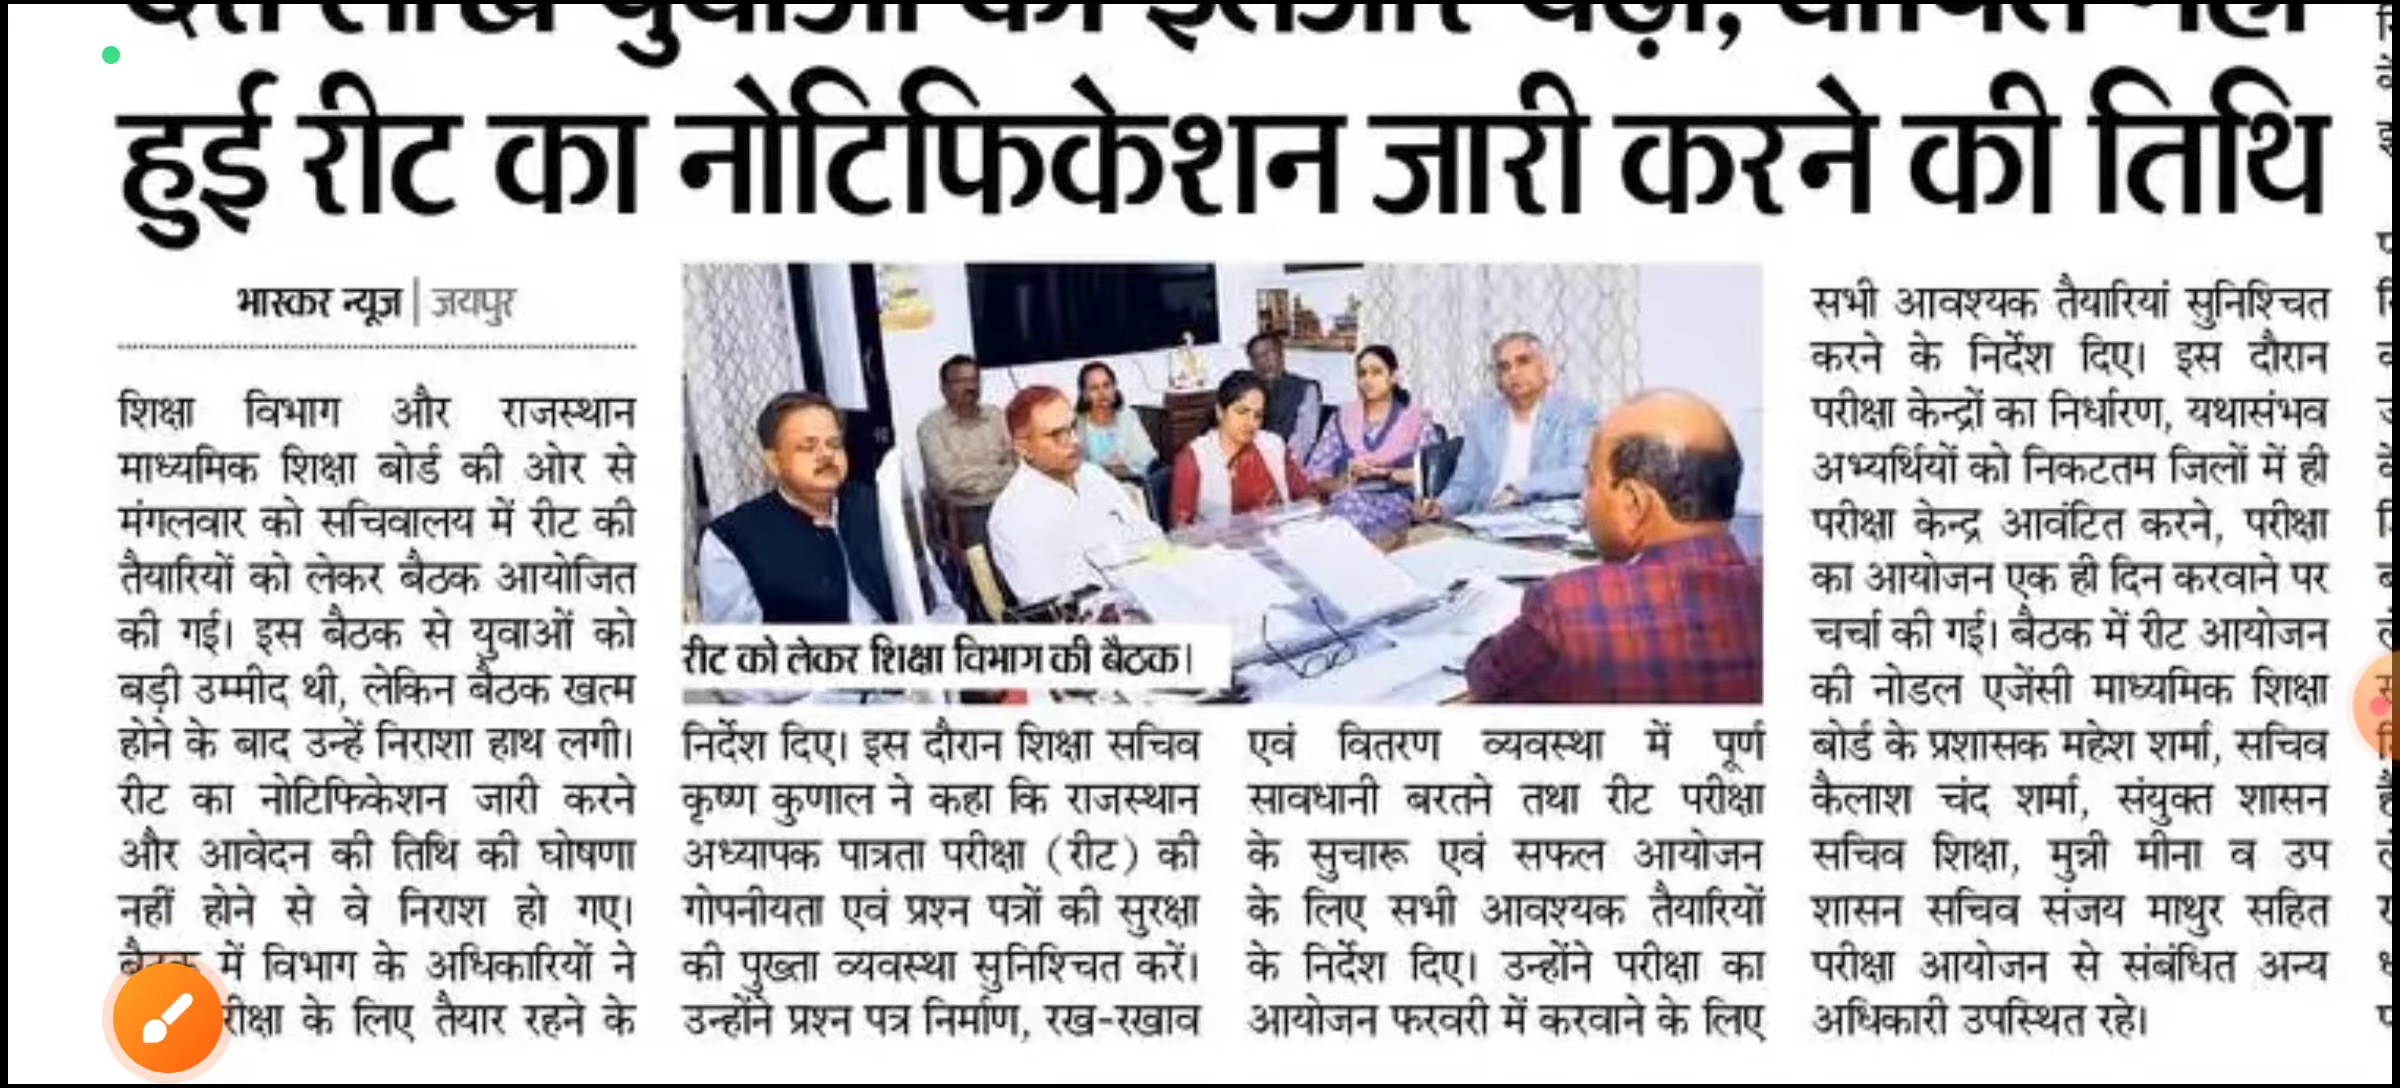 हुई रीट का नोटिफिकेशन जारी करने की तिथि
भास्कर न्यूज | जयपुर
शिक्षा विभाग और राजस्थान
माध्यमिक शिक्षा बोर्ड की ओर से
मंगलवार को सचिवालय में रीट की
तैयारियों को लेकर बैठक आयोजित
की गई। इस बैठक से युवाओं को
बड़ी उम्मीद थी, लेकिन बैठक खत्म
होने के बाद उन्हें निराशा हाथ लगी।
रीट का नोटिफिकेशन जारी करने
और आवेदन की तिथि की घोषणा
नहीं होने से वे निराश हो गए।
बैठक में विभाग के अधिकारियों ने
रीक्षा के लिए तैयार रहने के
रीट को लेकर शिक्षा विभाग की बैठक।
निर्देश दिए। इस दौरान शिक्षा सचिव
कृष्ण कुणाल ने कहा कि राजस्थान
अध्यापक पात्रता परीक्षा (रीट) की
गोपनीयता एवं प्रश्न पत्रों की सुरक्षा
की पुख्ता व्यवस्था सुनिश्चित करें।
उन्होंने प्रश्न पत्र निर्माण, रख-रखाव
एवं वितरण व्यवस्था में पूर्ण
सावधानी बरतने तथा रीट परीक्षा
के सुचारू एवं सफल आयोजन
के लिए सभी आवश्यक तैयारियों
के निर्देश दिए। उन्होंने परीक्षा का
आयोजन फरवरी में करवाने के लिए
सभी आवश्यक तैयारियां सुनिश्चित
करने के निर्देश दिए। इस दौरान
परीक्षा केन्द्रों का निर्धारण, यथासंभव
अभ्यर्थियों को निकटतम जिलों में ही
परीक्षा केन्द्र आवंटित करने, परीक्षा
का आयोजन एक ही दिन करवाने पर
चर्चा की गई। बैठक में रीट आयोजन
की नोडल एजेंसी माध्यमिक शिक्षा
बोर्ड के प्रशासक महेश शर्मा, सचिव
कैलाश चंद शर्मा, संयुक्त शासन
सचिव शिक्षा, मुन्नी मीना व उप
शासन सचिव संजय माथुर सहित
परीक्षा आयोजन से संबंधित अन्य
अधिकारी उपस्थित रहे।